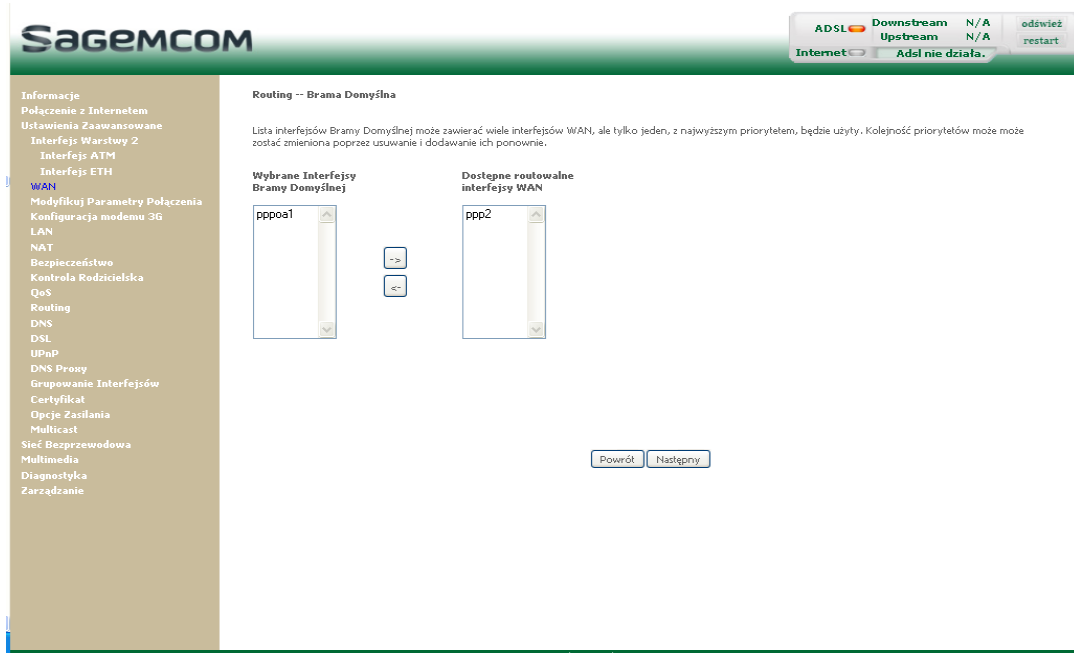 Sagemcom
ADSL Downstream N/A
Upstream N/A
Internet Adsl nie działa.
odśwież
restart
Informacje
Połączenie z Internetem
Ustawienia Zaawansowane
Interfejs Warstwy 2
Interfejs ATM
Interfejs ETH
WAN
Modyfikuj Parametry Połączenia
Konfiguracja modemu 3G
LAN
NAT
Bezpieczeństwo
Kontrola Rodzicielska
QoS
Routing
DNS
DSL
UPnP
DNS Proxy
Grupowanie Interfejsów
Certyfikat
Opcje Zasilania
Multicast
Sieć Bezprzewodowa
Multimedia
Diagnostyka
Zarządzanie
Routing -- Brama Domyślna
Lista interfejsów Bramy Domyślnej może zawierać wiele interfejsów WAN, ale tylko jeden, z najwyższym priorytetem, będzie użyty. Kolejność priorytetów może może
zostać zmieniona poprzez usuwanie i dodawanie ich ponownie.
Wybrane Interfejsy
Bramy Domyślnej
pppoa1
->
<-
Dostępne routowalne
interfejsy WAN
ppp2
Powrót Następny